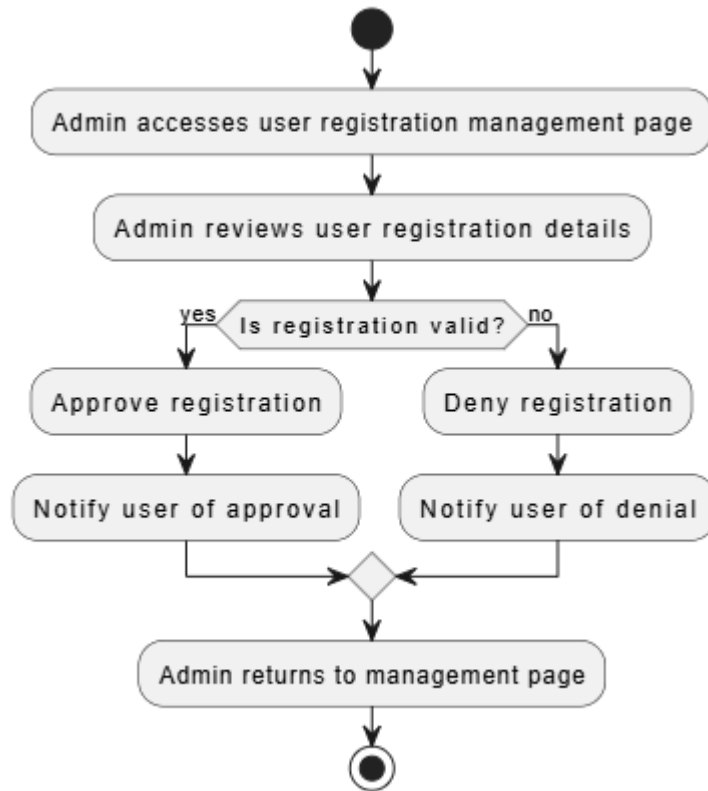 Admin accesses user registration management page
Admin reviews user registration details
yes
Is registration valid?
no
Approve registration
Deny registration
Notify user of approval
Notify user of denial
Admin returns to management page